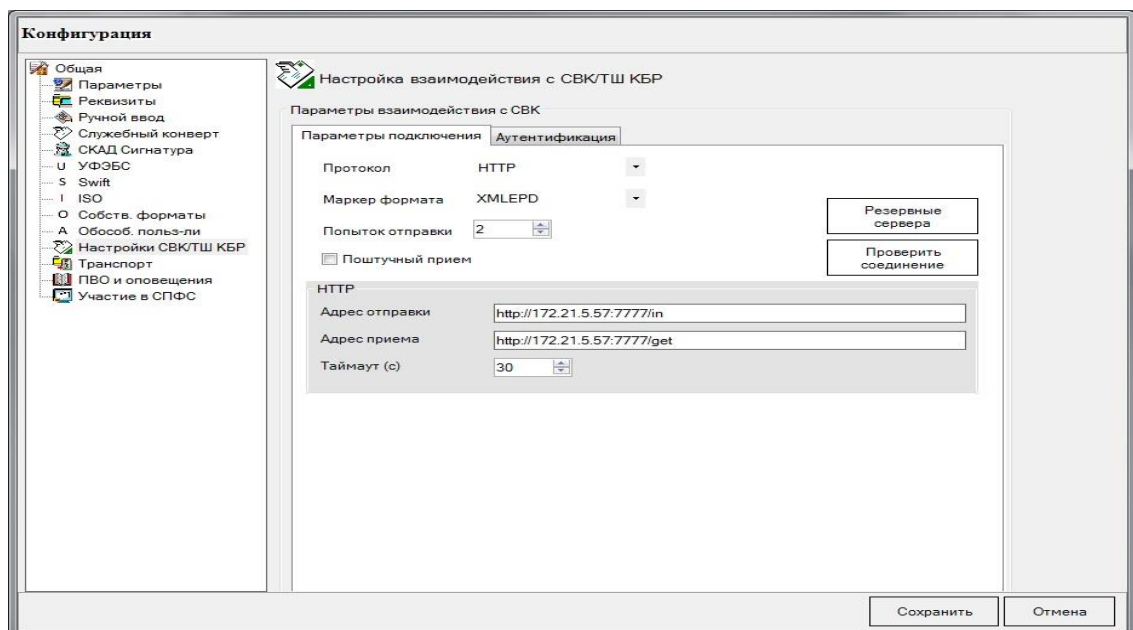 Конфигурация
Общая
Параметры
Реквизиты
Ручной ввод
Служебный конверт
СКАД Сигнатура
U УФЭБС
S Swift
I ISO
O Собств. форматы
A Обособ. польз-ли
Настройки СВК/ТШ КБР
Транспорт
ПВО и оповещения
Участие в СПФС
Настройка взаимодействия с СВК/ТШ КБР
Параметры взаимодействия с СВК
Параметры подключения Аутентификация
Протокол HTTP
Маркер формата XMLEPD
Попыток отправки 2
Поштучный прием
Резервные
сервера
Проверить
соединение
HTTP
Адрес отправки http://172.21.5.57:7777/in
Адрес приема http://172.21.5.57:7777/get
Таймаут (с) 30
Сохранить Отмена